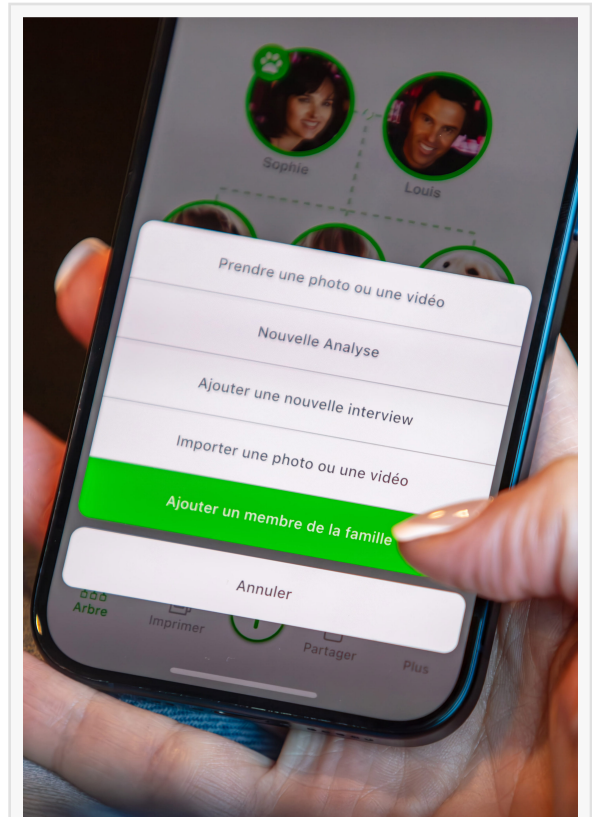 Sophie
Louis
Prendre une photo ou une vidéo
Nouvelle Analyse
Ajouter une nouvelle interview
Importer une photo ou une vidéo
Ajouter un membre de la famille
Annuler
Arbre
Imprimer
Partager
Plus